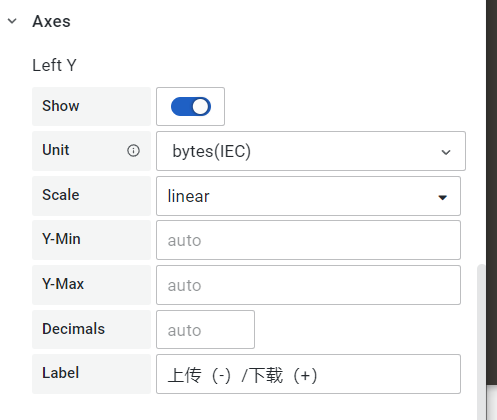 Axes
Left Y
Show
Unit bytes(IEC)
Scale linear
Y-Min auto
Y-Max auto
Decimals auto
Label 上传（-）/下载（+）